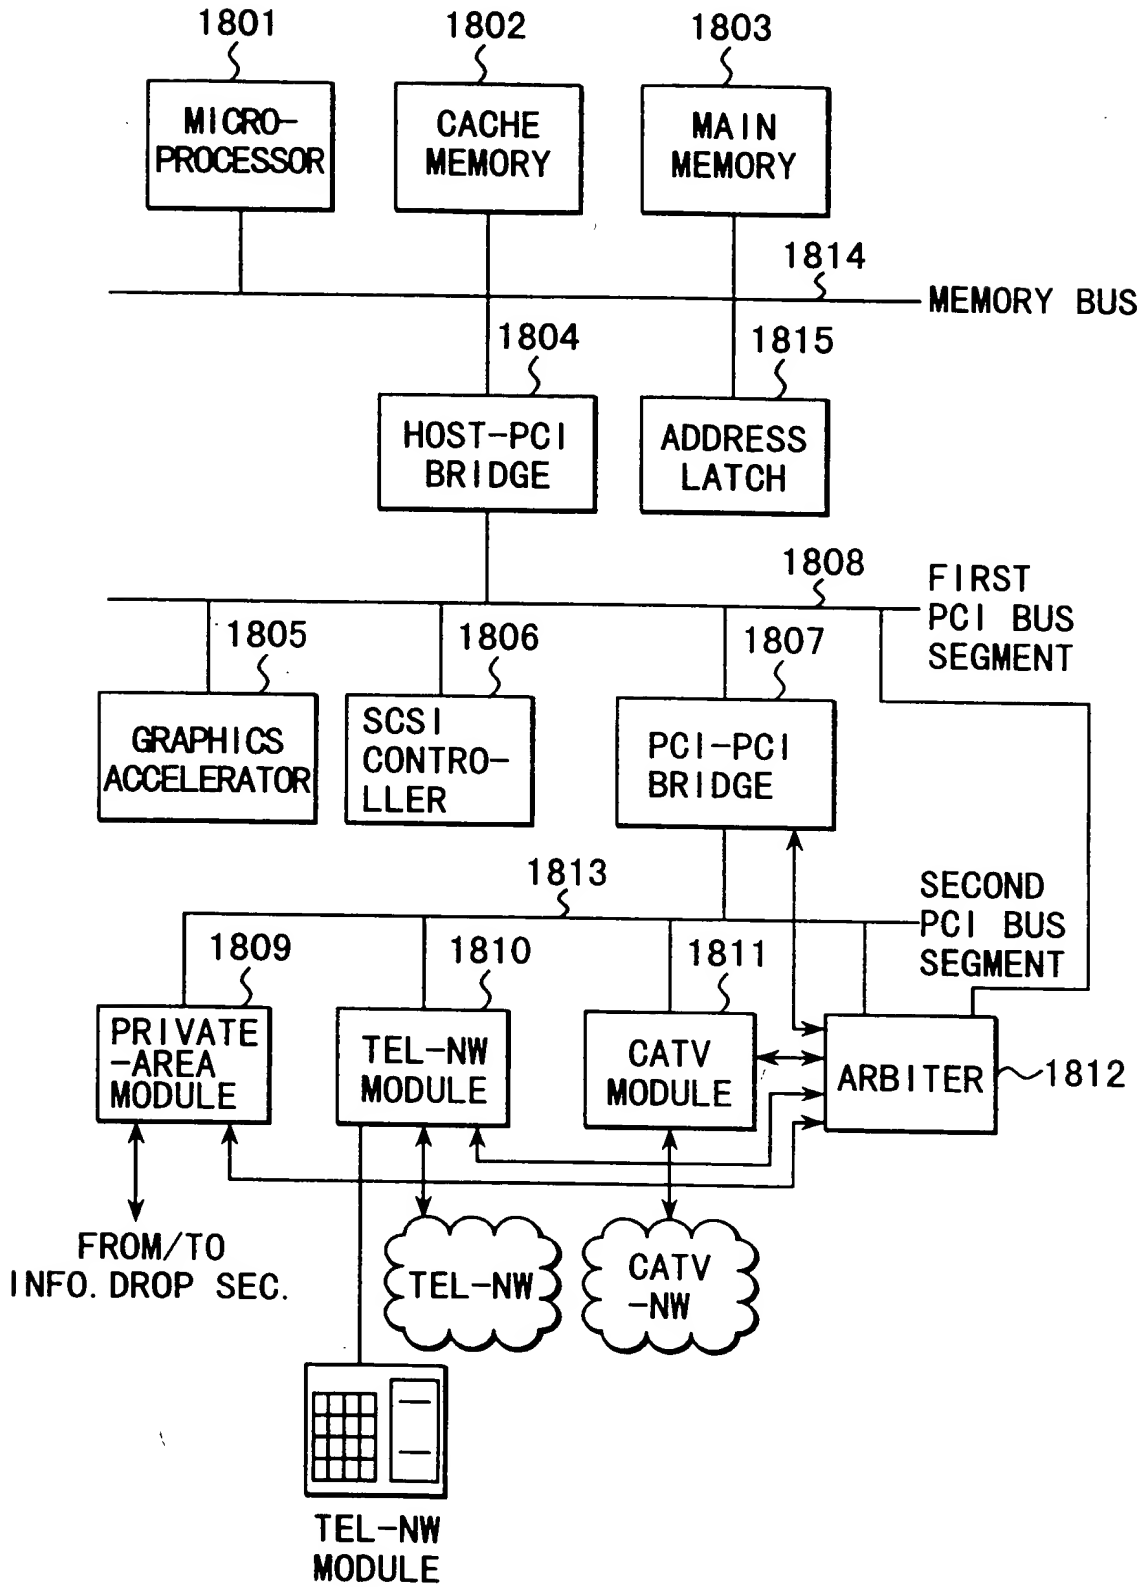 1801
1802
1803
MICRO-
PROCESSOR
CACHE
MEMORY
MAIN
MEMORY
1814
MEMORY BUS
1804
1815
HOST-PCI
BRIDGE
ADDRESS
LATCH
1808
FIRST
PCI BUS
SEGMENT
1805
1806
1807
GRAPHICS
ACCELERATOR
SCSI
CONTRO-
LLER
PCI-PCI
BRIDGE
1813
SECOND
PCI BUS
SEGMENT
1809
1810
1811
PRIVATE
-AREA
MODULE
TEL-NW
MODULE
CATV
MODULE
ARBITER
1812
FROM/TO
INFO. DROP SEC.
TEL-NW
CATV
-NW
TEL-NW
MODULE